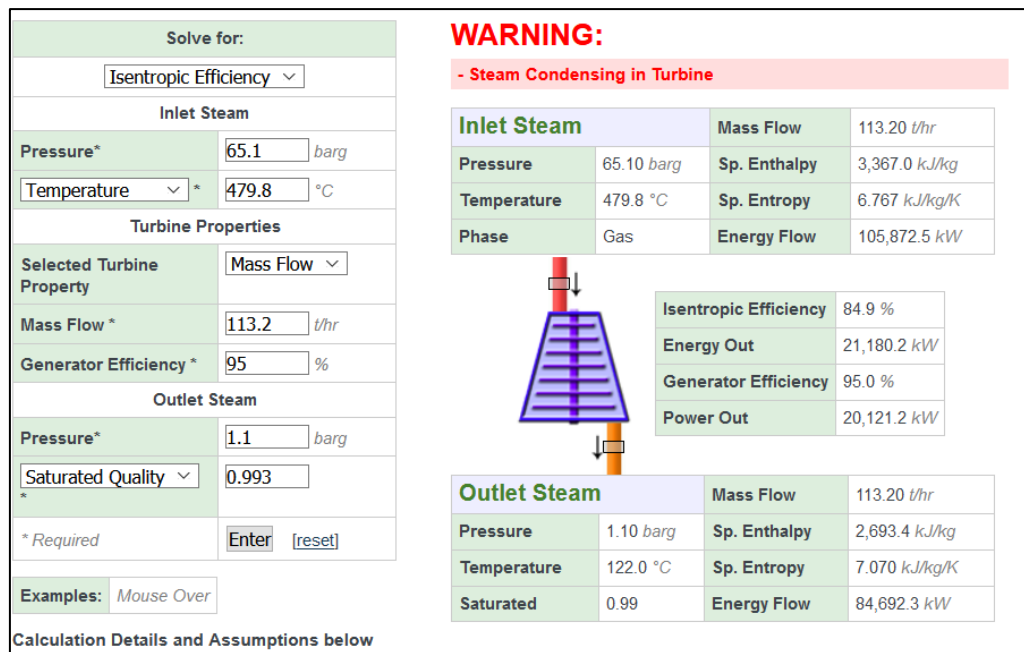 Solve for:
Isentropic Efficiency
Inlet Steam
Pressure* 65.1 barg
Temperature * 479.8 °C
Turbine Properties
Selected Turbine Property Mass Flow
Mass Flow * 113.2 t/hr
Generator Efficiency * 95 %
Outlet Steam
Pressure* 1.1 barg
Saturated Quality * 0.993
* Required Enter [reset]
Examples: Mouse Over
Calculation Details and Assumptions below
WARNING:
- Steam Condensing in Turbine
Inlet Steam Mass Flow 113.20 t/hr
Pressure 65.10 barg Sp. Enthalpy 3,367.0 kJ/kg
Temperature 479.8 °C Sp. Entropy 6.767 kJ/kg/K
Phase Gas Energy Flow 105,872.5 kW
Isentropic Efficiency 84.9 %
Energy Out 21,180.2 kW
Generator Efficiency 95.0 %
Power Out 20,121.2 kW
Outlet Steam Mass Flow 113.20 t/hr
Pressure 1.10 barg Sp. Enthalpy 2,693.4 kJ/kg
Temperature 122.0 °C Sp. Entropy 7.070 kJ/kg/K
Saturated 0.99 Energy Flow 84,692.3 kW